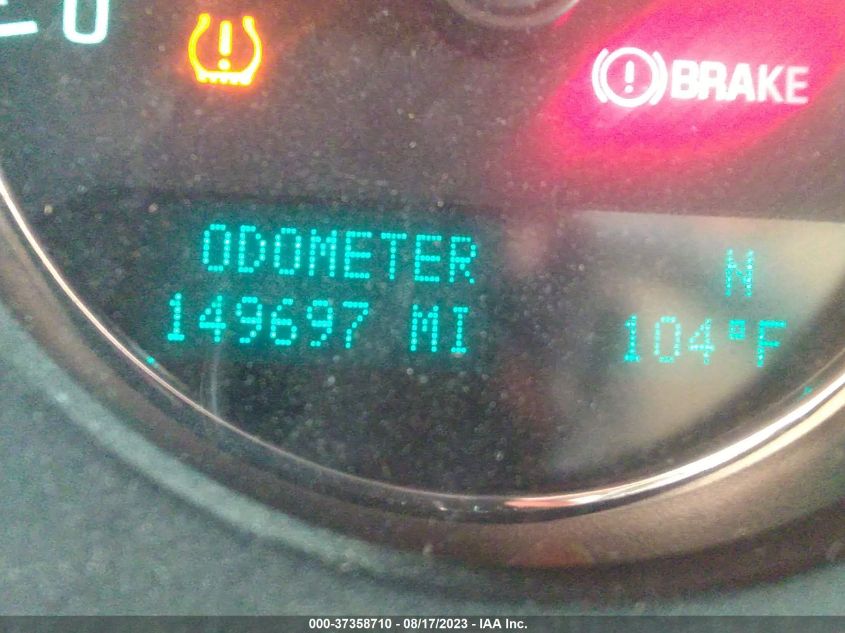 BRAKE
ODOMETER
149697 MI
N
104°F
000-37358710 - 08/17/2023 - IAA Inc.